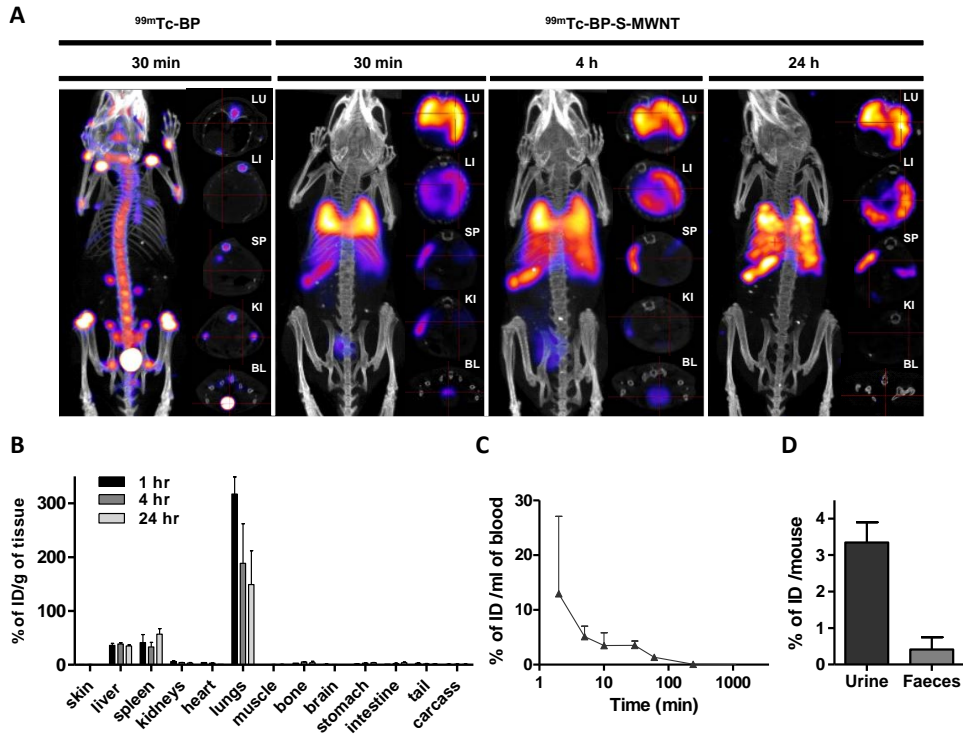 A
99mTc-BP
99mTc-BP-S-MWNT
30 min
30 min
4 h
24 h
LU
LI
SP
KI
BL
LU
LI
SP
KI
BL
LU
LI
SP
KI
BL
LU
LI
SP
KI
BL
B
% of ID/g of tissue
300
200
100
0
1 hr
4 hr
24 hr
skin
liver
spleen
kidneys
heart
lungs
muscle
bone
brain
stomach
intestine
tail
carcass
C
% of ID /ml of blood
30
20
10
0
1
10
100
1000
Time (min)
D
% of ID /mouse
4
3
2
1
0
Urine
Faeces